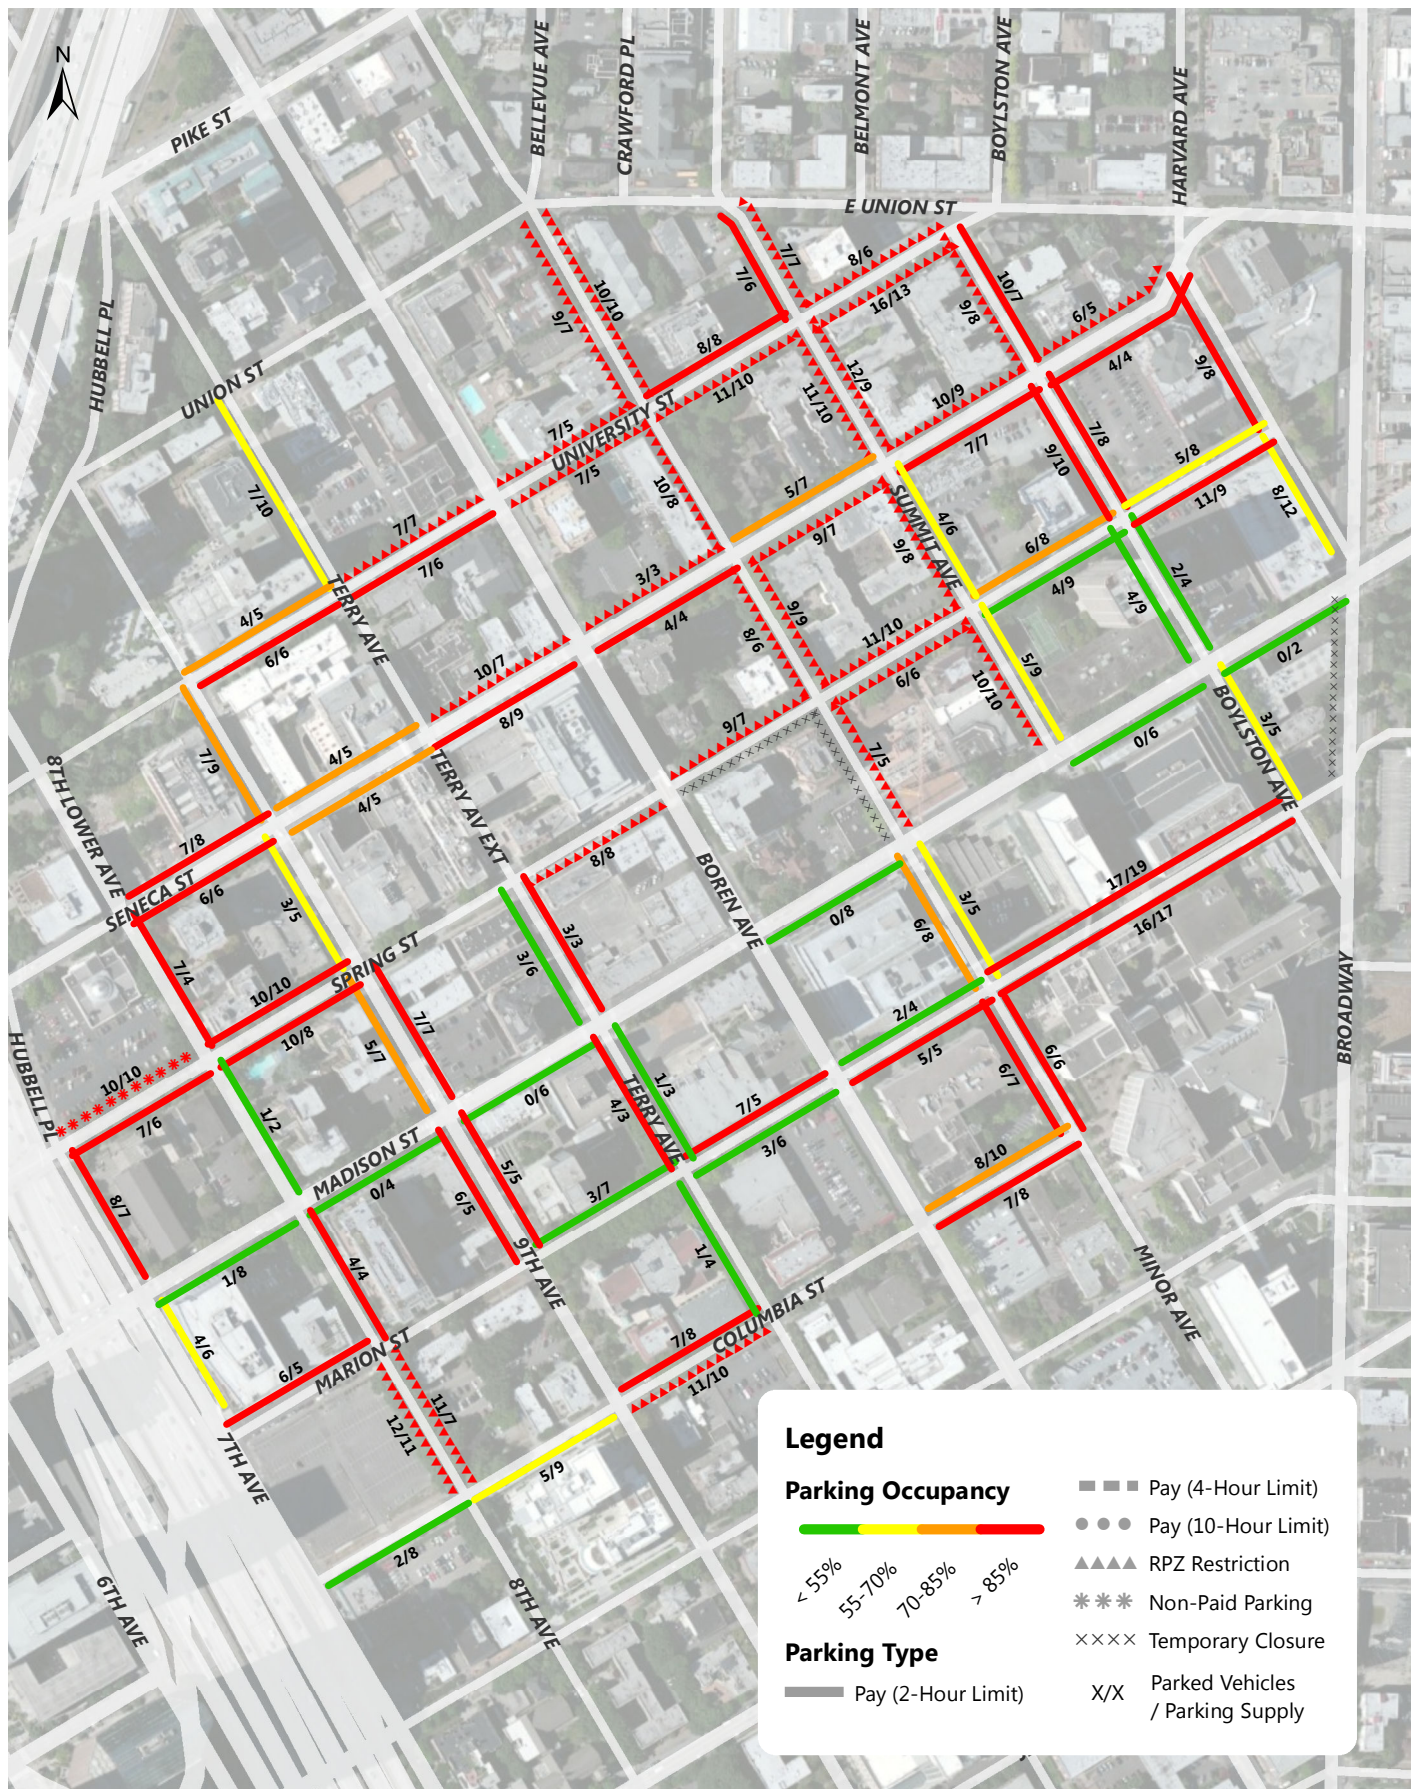 N
PIKE ST
BELLEVUE AVE
CRAWFORD PL
BELMONT AVE
BOYLSTON AVE
HARVARD AVE
E UNION ST
7/7
8/6
7/6
16/13
10/7
10/10
9/7
9/8
6/5
HUBBELL PL
8/8
12/9
4/4
9/8
UNION ST
11/10
11/10
10/9
7/5
UNIVERSITY ST
7/5
7/7
7/8
9/10
5/8
7/10
10/8
5/7
11/9
8/12
7/7
9/7
SUMMIT AVE
4/6
6/8
7/6
3/3
9/8
4/9
2/4
4/9
4/5
TERRY AVE
4/4
9/9
8/6
11/10
6/6
10/7
6/6
5/9
0/2
8/9
10/10
BOYLSTON AVE
3/5
7/9
4/5
9/7
7/5
0/6
8TH LOWER AVE
4/5
TERRY AV EXT
7/8
8/8
BOREN AVE
17/19
SENECA ST
6/6
3/5
3/3
0/8
3/5
16/17
6/8
SPRING ST
3/6
7/4
10/10
BROADWAY
10/8
7/7
2/4
HUBBELL PL
10/10
5/7
5/5
6/6
6/7
7/6
1/2
0/6
TERRY AVE
1/3
4/3
7/5
3/6
8/10
MADISON ST
0/4
5/5
6/5
3/7
7/8
8/7
1/8
4/4
9TH AVE
1/4
MINOR AVE
4/6
6/5
MARION ST
7/8
COLUMBIA ST
11/10
11/7
12/11
7TH AVE
5/9
2/8
6TH AVE
8TH AVE
Legend
Parking Occupancy
< 55%
55-70%
70-85%
> 85%
Parking Type
Pay (2-Hour Limit)
Pay (4-Hour Limit)
Pay (10-Hour Limit)
RPZ Restriction
Non-Paid Parking
Temporary Closure
X/X Parked Vehicles
/ Parking Supply